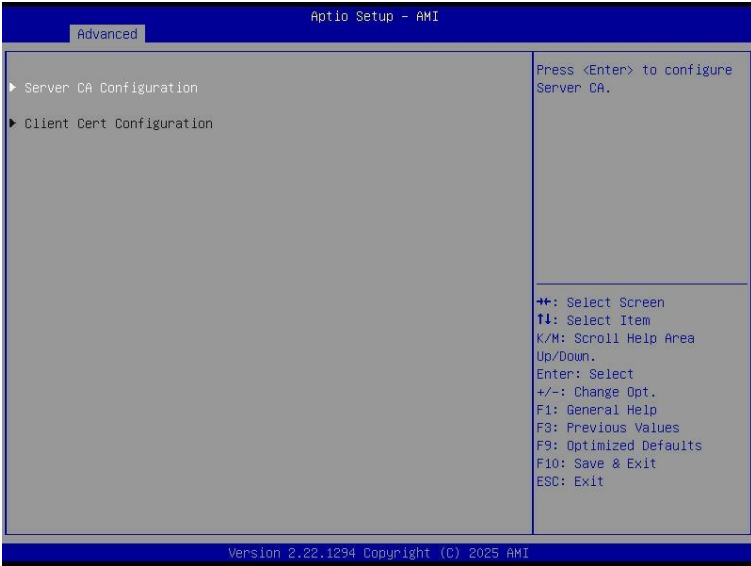 Aptio Setup – AMI
Advanced
▶ Server CA Configuration
▶ Client Cert Configuration
Press <Enter> to configure
Server CA.
→←: Select Screen
↑↓: Select Item
K/M: Scroll Help Area
Up/Down.
Enter: Select
+/-: Change Opt.
F1: General Help
F3: Previous Values
F9: Optimized Defaults
F10: Save & Exit
ESC: Exit
Version 2.22.1294 Copyright (C) 2025 AMI